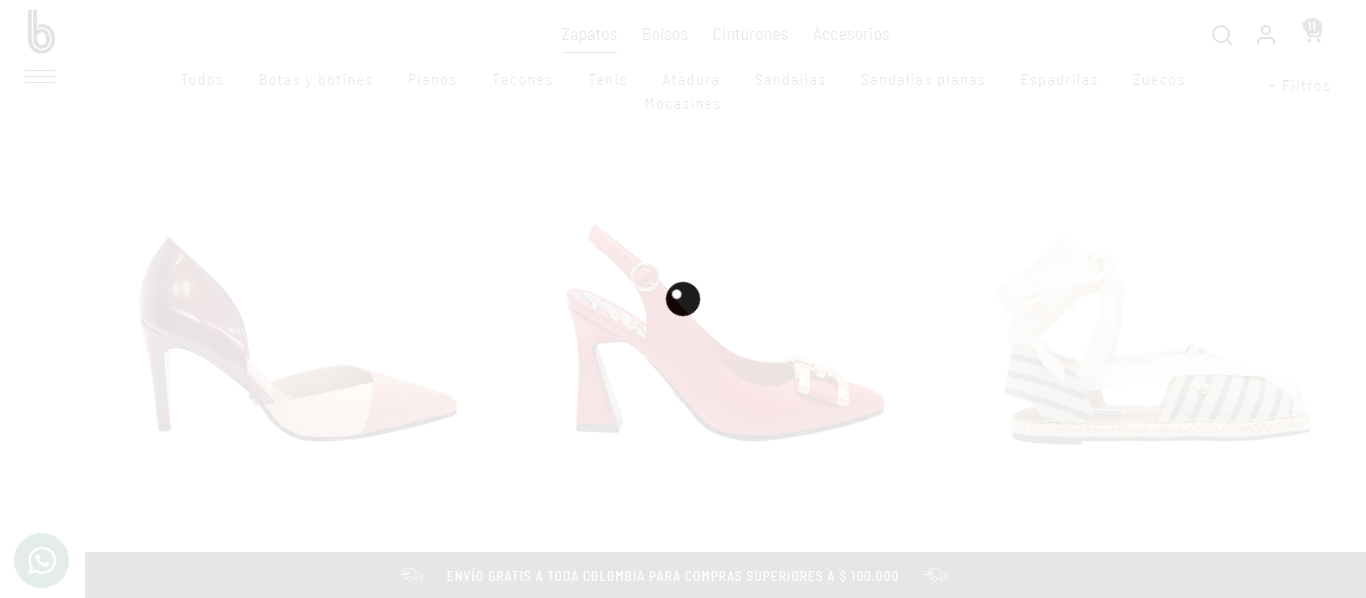 b
Zapatos Bolsos Cinturones Accesorios
11
Todos Botas y botines Planos Tacones Tenis Atadura Sandalias Sandalias planas Espadrilas Zuecos
Mocasines
+ Filtros
ENVÍO GRATIS A TODA COLOMBIA PARA COMPRAS SUPERIORES A $ 100.000